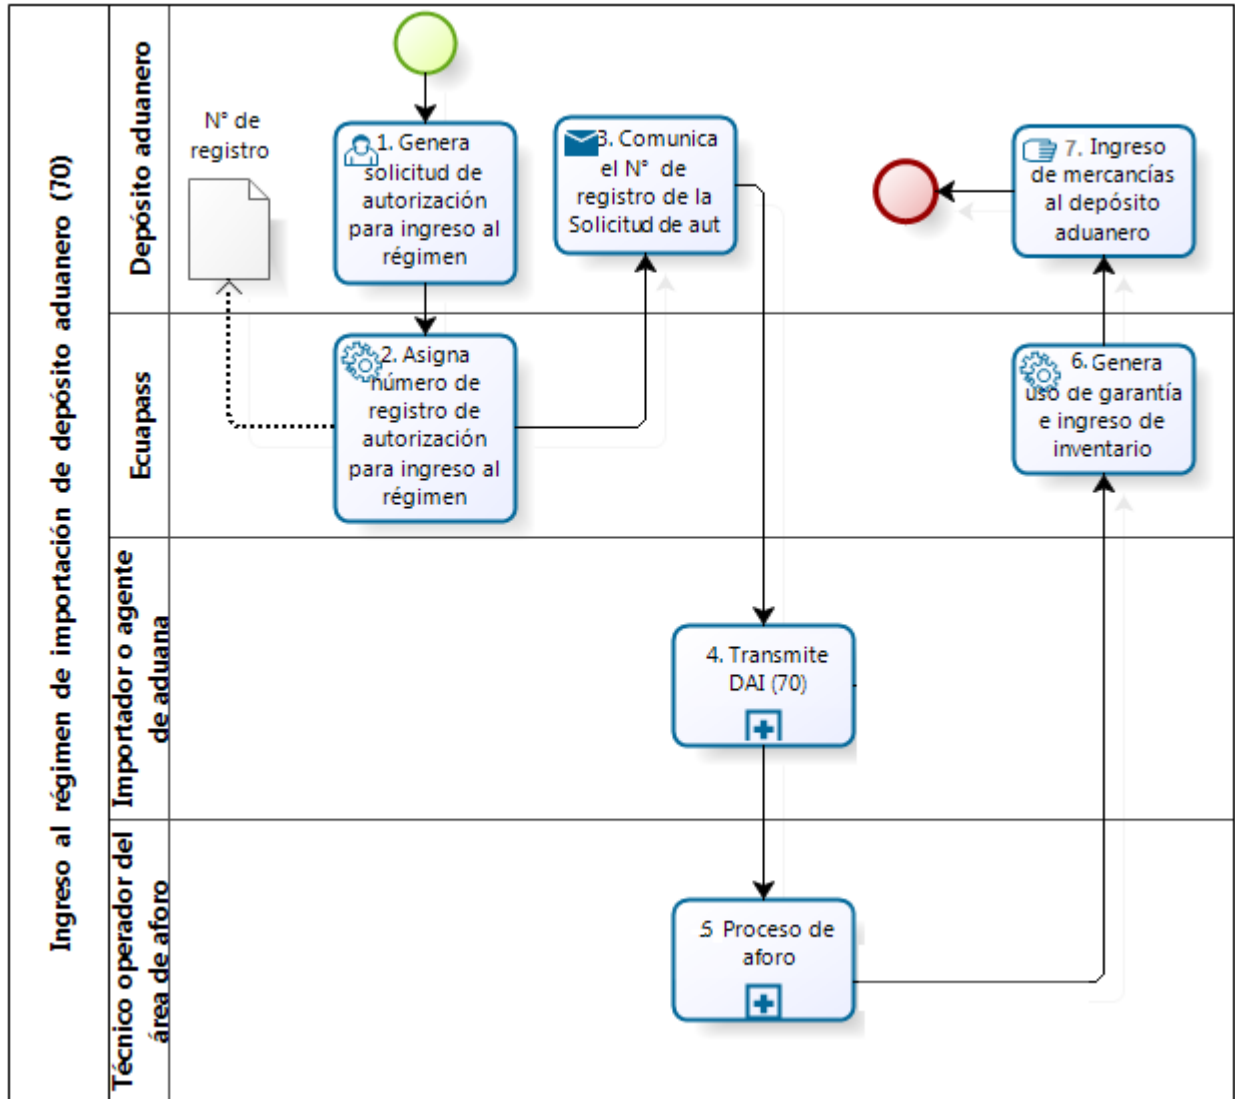 Ingreso al régimen de importación de depósito aduanero (70)
Depósito aduanero
N° de
registro
1. Genera
solicitud de
autorización
para ingreso al
régimen
3. Comunica
el N° de
registro de la
Solicitud de aut
7. Ingreso
de mercancías
al depósito
aduanero
Ecuapass
2. Asigna
número de
registro de
autorización
para ingreso al
régimen
6. Genera
uso de garantía
e ingreso de
inventario
Importador o agente
de aduana
4. Transmite
DAI (70)
Técnico operador del
área de aforo
5 Proceso de
aforo